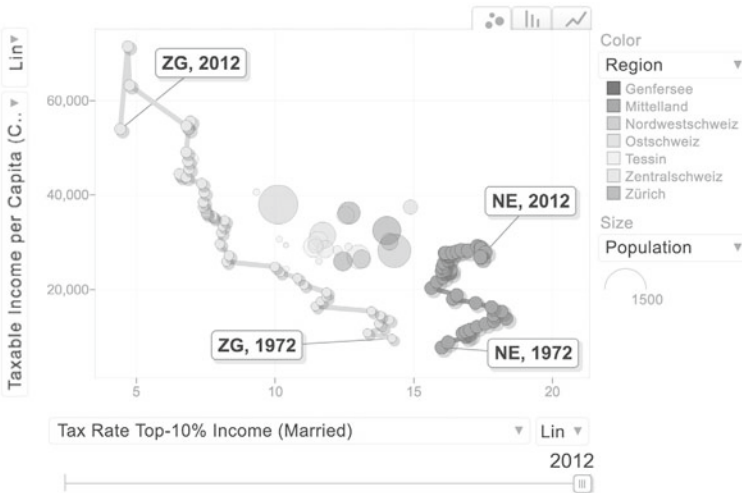 Lin
Taxable Income per Capita (C..
60,000
40,000
20,000
ZG, 2012
NE, 2012
ZG, 1972
NE, 1972
5
10
15
20
Tax Rate Top-10% Income (Married)
Lin
2012
Color
Region
Genfersee
Mittelland
Nordwestschweiz
Ostschweiz
Tessin
Zentralschweiz
Zürich
Size
Population
1500